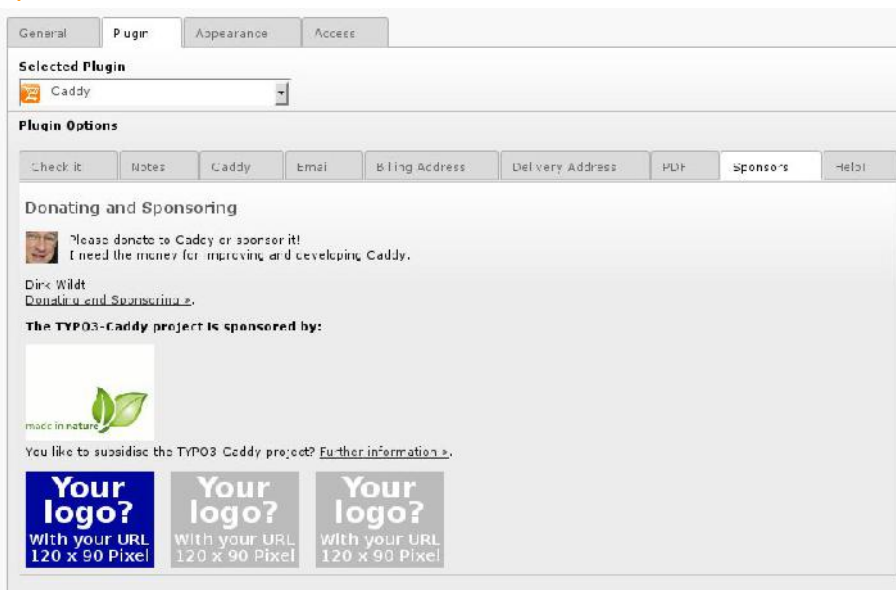 General Plugin Appearance Access
Selected Plugin
Caddy
Plugin Options
Check it Notes Caddy Email Billing Address Delivery Address PDF Sponsors Help!
Donating and Sponsoring
Please donate to Caddy or sponsor it!
I need the money for improving and developing Caddy.
Dirk Wildt
Donating and Sponsoring ».
The TYPO3-Caddy project is sponsored by:
made in nature
You like to subsidise the TYPO3-Caddy project? Further information ».
Your Your Your
logo? logo? logo?
With your URL With your URL With your URL
120 x 90 Pixel 120 x 90 Pixel 120 x 90 Pixel